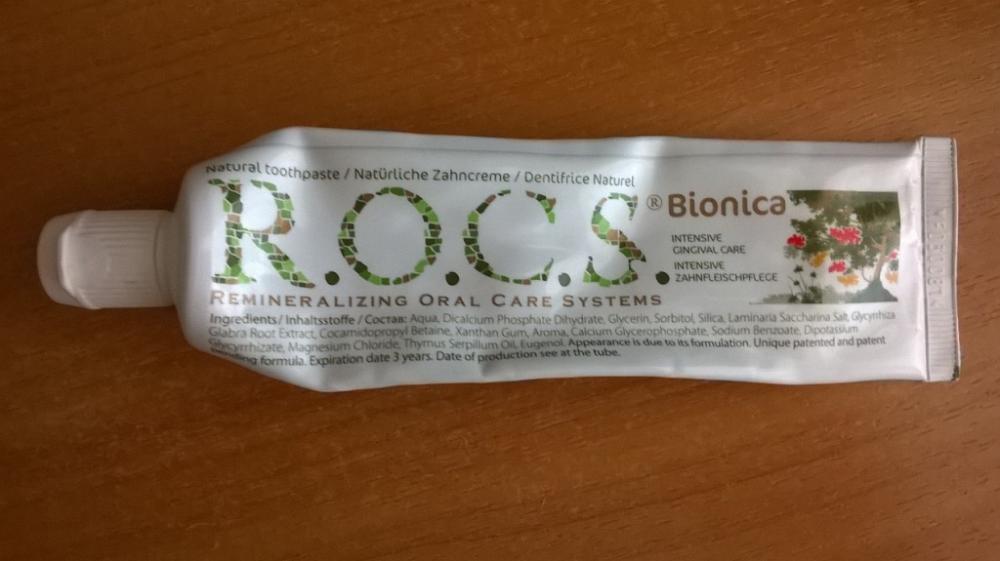 Natural toothpaste / Natürliche Zahncreme / Dentifrice Naturel
R.O.C.S.® Bionica
INTENSIVE
GINGIVAL CARE
INTENSIVE
ZAHNFLEISCHPFLEGE
REMINERALIZING ORAL CARE SYSTEMS
Ingredients / Inhaltsstoffe / Состав: Aqua, Dicalcium Phosphate Dihydrate, Glycerin, Sorbitol, Silica, Laminaria Saccharina Salt, Glycyrrhiza
Glabra Root Extract, Cocamidopropyl Betaine, Xanthan Gum, Aroma, Calcium Glycerophosphate, Sodium Benzoate, Dipotassium
Glycyrrhizate, Magnesium Chloride, Thymus Serpillum Oil, Eugenol. Appearance is due to its formulation. Unique patented and patent
pending formula. Expiration date 3 years. Date of production see at the tube.